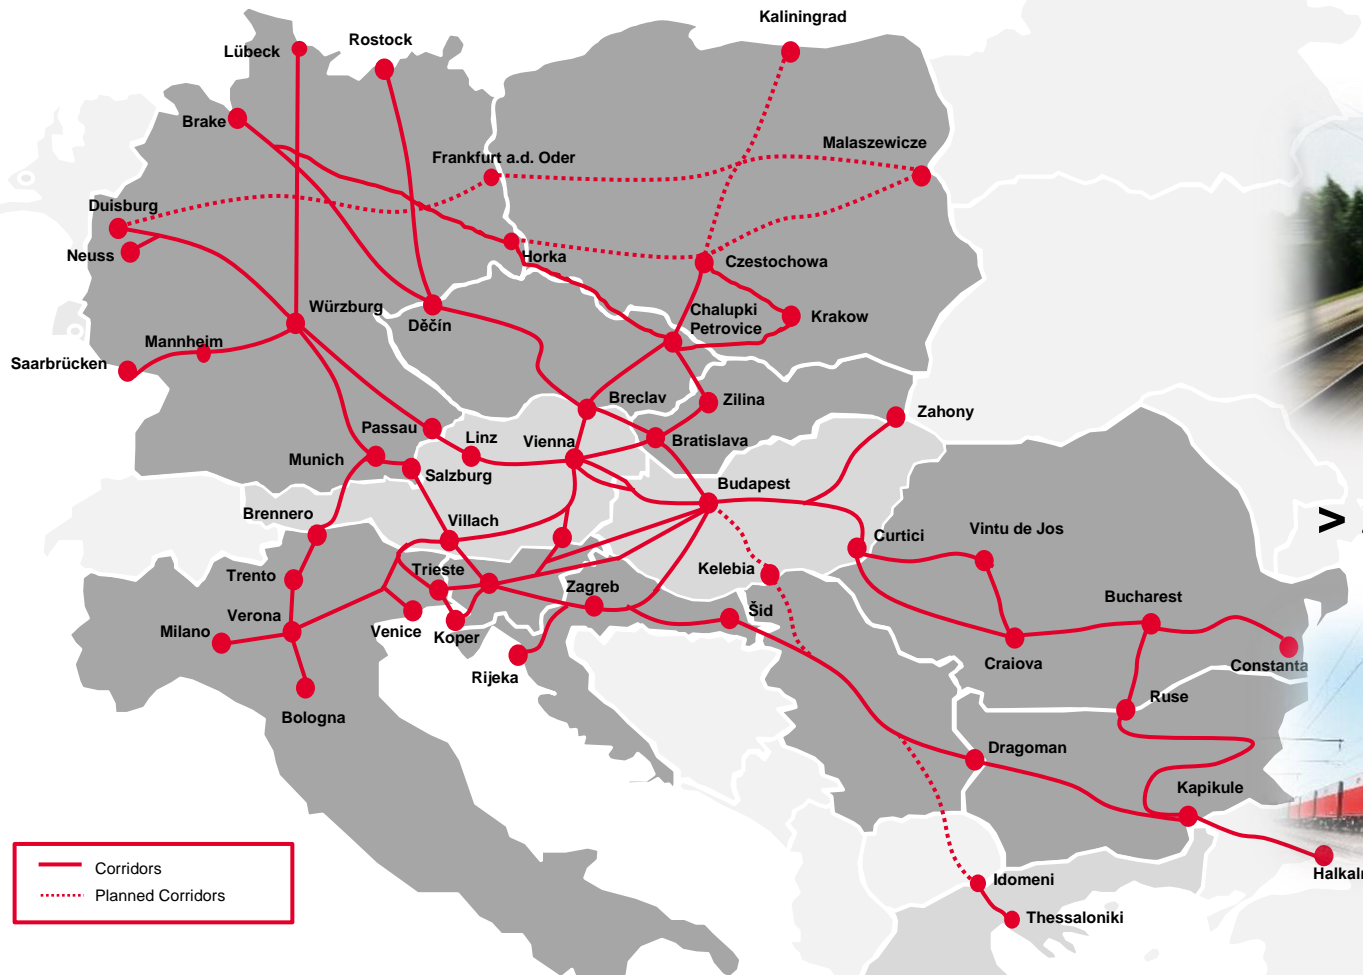 Kaliningrad
Rostock
Lübeck
Brake
Malaszewicze
Frankfurt a.d. Oder
Duisburg
Neuss
Horka
Czestochowa
Würzburg
Děčín
Chalupki
Petrovice
Krakow
Mannheim
Saarbrücken
Breclav
Zilina
Zahony
Passau
Linz
Vienna
Bratislava
Munich
Salzburg
Budapest
Brennero
Villach
Curtici
Vintu de Jos
>
Trento
Trieste
Zagreb
Kelebia
Bucharest
Verona
Šid
Milano
Venice
Koper
Craiova
Constanta
Rijeka
Ruse
Bologna
Dragoman
Kapikule
Corridors
Planned Corridors
Idomeni
Thessaloniki